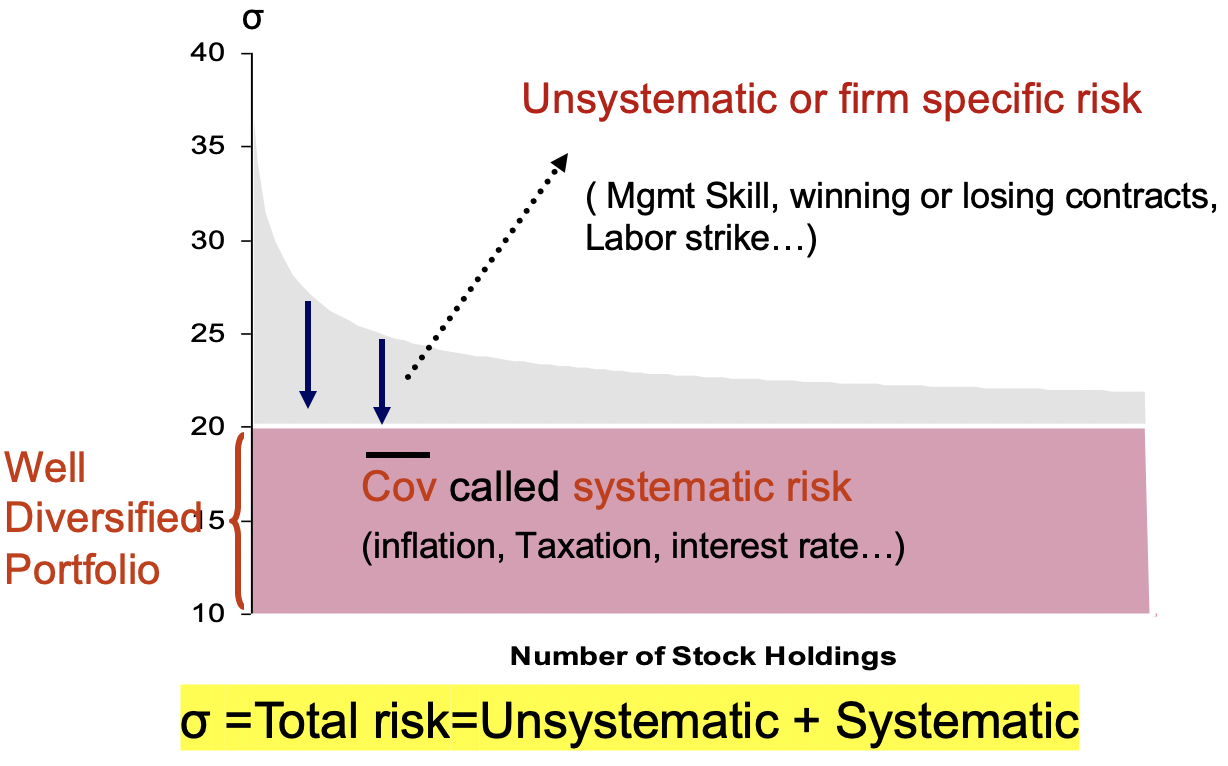 σ
40
Unsystematic or firm specific risk
35
( Mgmt Skill, winning or losing contracts,
Labor strike…)
30
25
20
Well
Diversified
Portfolio
15
10
Cov called systematic risk
(inflation, Taxation, interest rate…)
Number of Stock Holdings
σ =Total risk=Unsystematic + Systematic